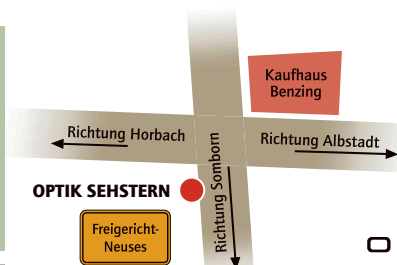 Kaufhaus
Benzing
Richtung Horbach
Richtung Albstadt
Richtung Somborn
OPTIK SEHSTERN
Freigericht-
Neuses